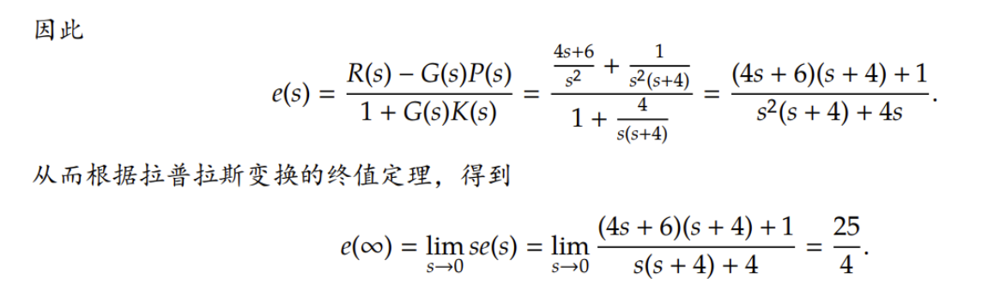 因此
e(s) = \frac{R(s) − G(s)P(s)}{1 + G(s)K(s)} = \frac{\frac{4s+6}{s^2} + \frac{1}{s^2(s+4)}}{1 + \frac{4}{s(s+4)}} = \frac{(4s + 6)(s + 4) + 1}{s^2(s + 4) + 4s}.
从而根据拉普拉斯变换的终值定理，得到
e(∞) = \lim_{s→0} se(s) = \lim_{s→0} \frac{(4s + 6)(s + 4) + 1}{s(s + 4) + 4} = \frac{25}{4}.